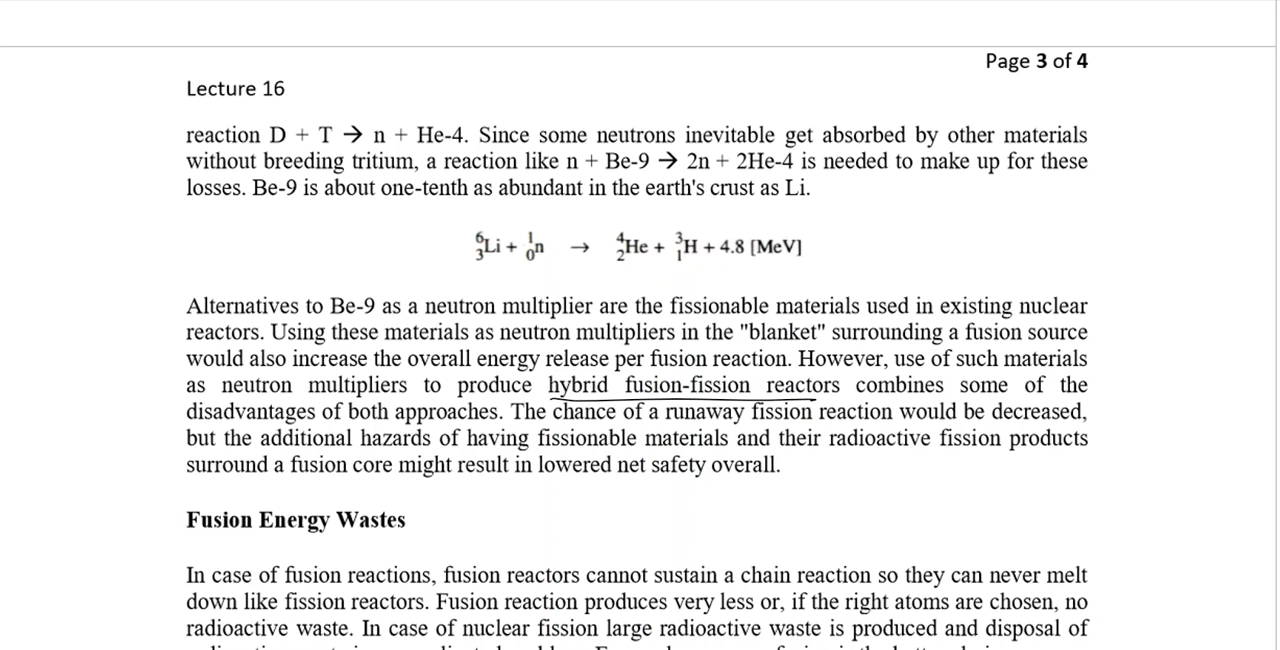 Page 3 of 4
Lecture 16
reaction D + T → n + He-4. Since some neutrons inevitable get absorbed by other materials
without breeding tritium, a reaction like n + Be-9 → 2n + 2He-4 is needed to make up for these
losses. Be-9 is about one-tenth as abundant in the earth's crust as Li.
⁶₃Li + ¹₀n → ⁴₂He + ³₁H + 4.8 [MeV]
Alternatives to Be-9 as a neutron multiplier are the fissionable materials used in existing nuclear
reactors. Using these materials as neutron multipliers in the "blanket" surrounding a fusion source
would also increase the overall energy release per fusion reaction. However, use of such materials
as neutron multipliers to produce hybrid fusion-fission reactors combines some of the
disadvantages of both approaches. The chance of a runaway fission reaction would be decreased,
but the additional hazards of having fissionable materials and their radioactive fission products
surround a fusion core might result in lowered net safety overall.
Fusion Energy Wastes
In case of fusion reactions, fusion reactors cannot sustain a chain reaction so they can never melt
down like fission reactors. Fusion reaction produces very less or, if the right atoms are chosen, no
radioactive waste. In case of nuclear fission large radioactive waste is produced and disposal of